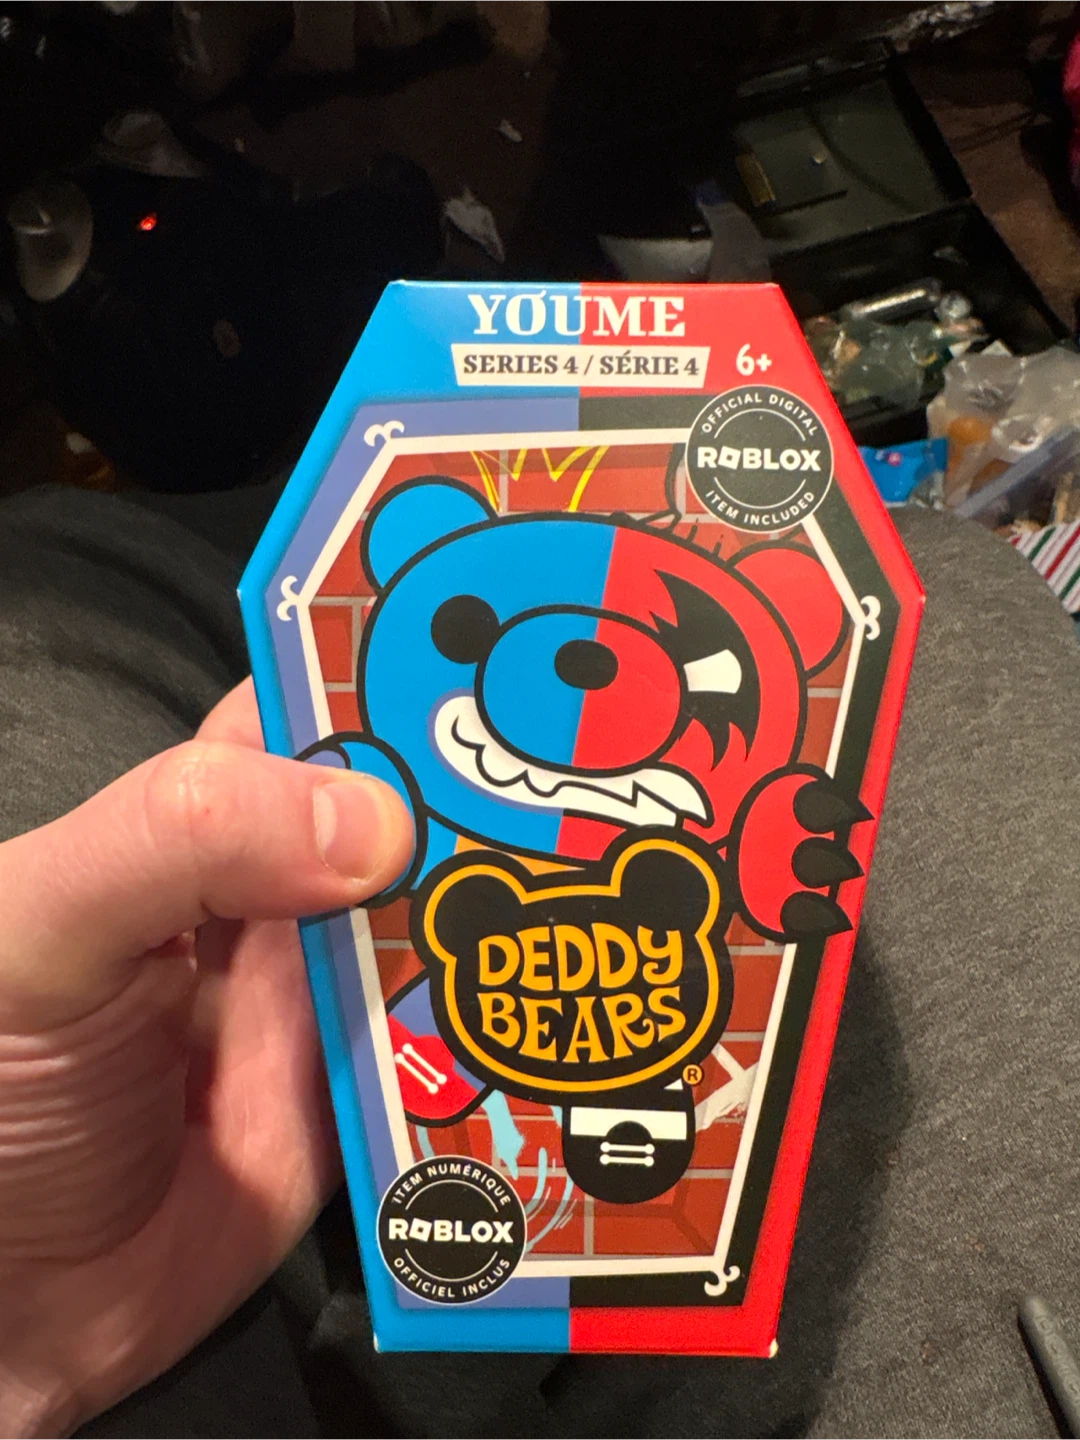 YOUME
SERIES 4 / SÉRIE 4
6+
OFFICIAL DIGITAL
ROBLOX
ITEM INCLUDED
DEDDY
BEARS
®
ITEM NUMÉRIQUE
ROBLOX
OFFICIEL INCLUS